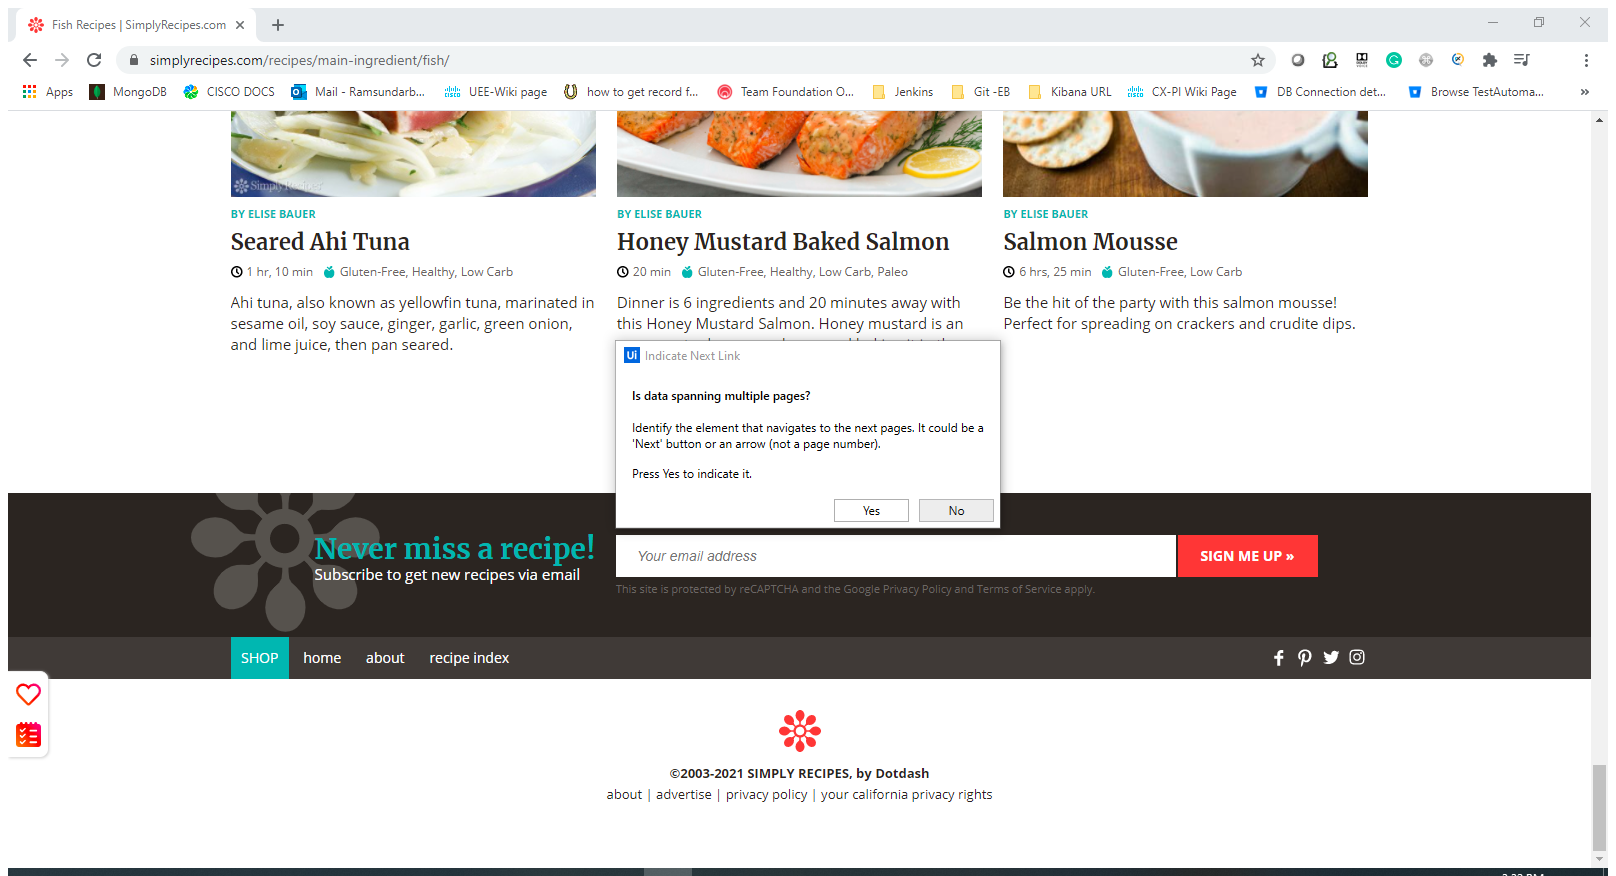 Fish Recipes | SimplyRecipes.com
simplyrecipes.com/recipes/main-ingredient/fish/
Apps MongoDB CISCO DOCS Mail - Ramsundarb... UEE-Wiki page how to get record f... Team Foundation O... Jenkins Git -EB Kibana URL CX-PI Wiki Page DB Connection det... Browse TestAutoma... »
SimplyRecipes
BY ELISE BAUER
Seared Ahi Tuna
1 hr, 10 min Gluten-Free, Healthy, Low Carb
Ahi tuna, also known as yellowfin tuna, marinated in
sesame oil, soy sauce, ginger, garlic, green onion,
and lime juice, then pan seared.
BY ELISE BAUER
Honey Mustard Baked Salmon
20 min Gluten-Free, Healthy, Low Carb, Paleo
Dinner is 6 ingredients and 20 minutes away with
this Honey Mustard Salmon. Honey mustard is an
BY ELISE BAUER
Salmon Mousse
6 hrs, 25 min Gluten-Free, Low Carb
Be the hit of the party with this salmon mousse!
Perfect for spreading on crackers and crudite dips.
Ui Indicate Next Link
Is data spanning multiple pages?
Identify the element that navigates to the next pages. It could be a
'Next' button or an arrow (not a page number).
Press Yes to indicate it.
Yes No
Never miss a recipe!
Subscribe to get new recipes via email
Your email address
SIGN ME UP »
This site is protected by reCAPTCHA and the Google Privacy Policy and Terms of Service apply.
SHOP home about recipe index
©2003-2021 SIMPLY RECIPES, by Dotdash
about | advertise | privacy policy | your california privacy rights